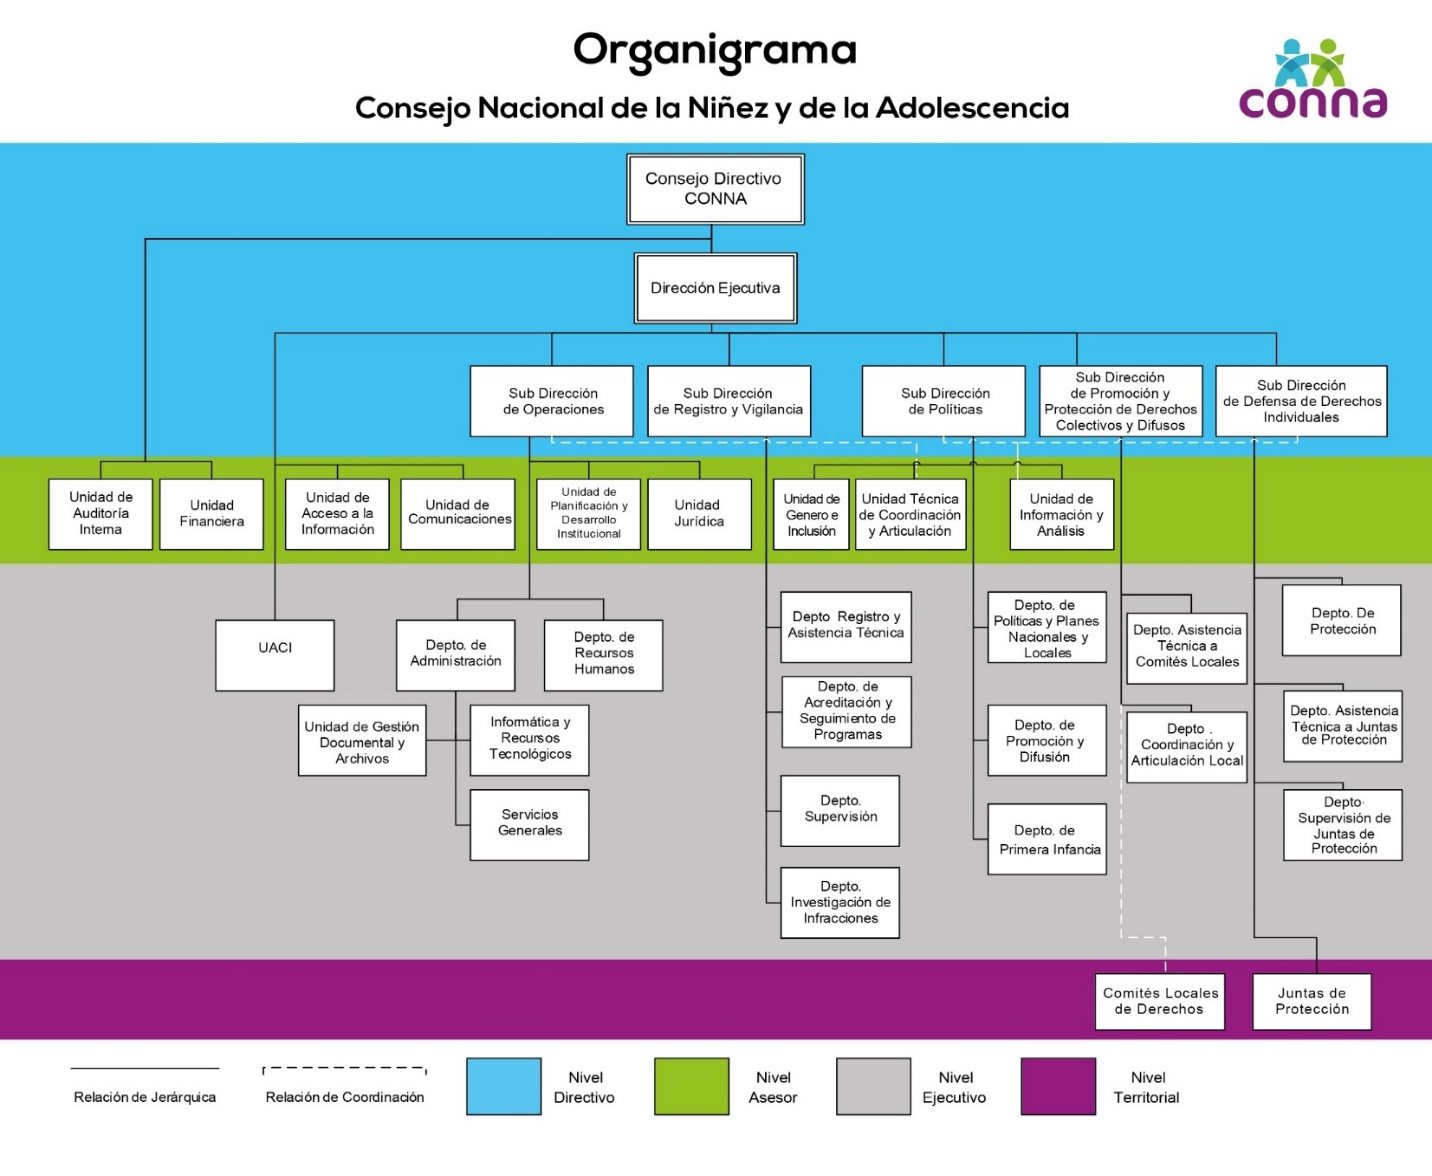 Organigrama
Consejo Nacional de la Niñez y de la Adolescencia
conna
Consejo Directivo
CONNA
Dirección Ejecutiva
Sub Dirección
de Operaciones
Sub Dirección
de Registro y Vigilancia
Sub Dirección
de Políticas
Sub Dirección
de Promoción y
Protección de Derechos
Colectivos y Difusos
Sub Dirección
de Defensa de Derechos
Individuales
Unidad de
Auditoría
Interna
Unidad
Financiera
Unidad de
Acceso a la
Información
Unidad de
Comunicaciones
Unidad de
Planificación y
Desarrollo
Institucional
Unidad
Jurídica
Unidad de
Genero e
Inclusión
Unidad Técnica
de Coordinación
y Articulación
Unidad de
Información y
Análisis
UACI
Depto. de
Administración
Depto. de
Recursos
Humanos
Unidad de Gestión
Documental y
Archivos
Informática y
Recursos
Tecnológicos
Servicios
Generales
Depto Registro y
Asistencia Técnica
Depto. de
Acreditación y
Seguimiento de
Programas
Depto.
Supervisión
Depto.
Investigación de
Infracciones
Depto. de
Políticas y Planes
Nacionales y
Locales
Depto. de
Promoción y
Difusión
Depto. de
Primera Infancia
Depto. Asistencia
Técnica a
Comités Locales
Depto .
Coordinación y
Articulación Local
Depto. De
Protección
Depto. Asistencia
Técnica a Juntas
de Protección
Depto.
Supervisión de
Juntas de
Protección
Comités Locales
de Derechos
Juntas de
Protección
Relación de Jerárquica
Relación de Coordinación
Nivel
Directivo
Nivel
Asesor
Nivel
Ejecutivo
Nivel
Territorial